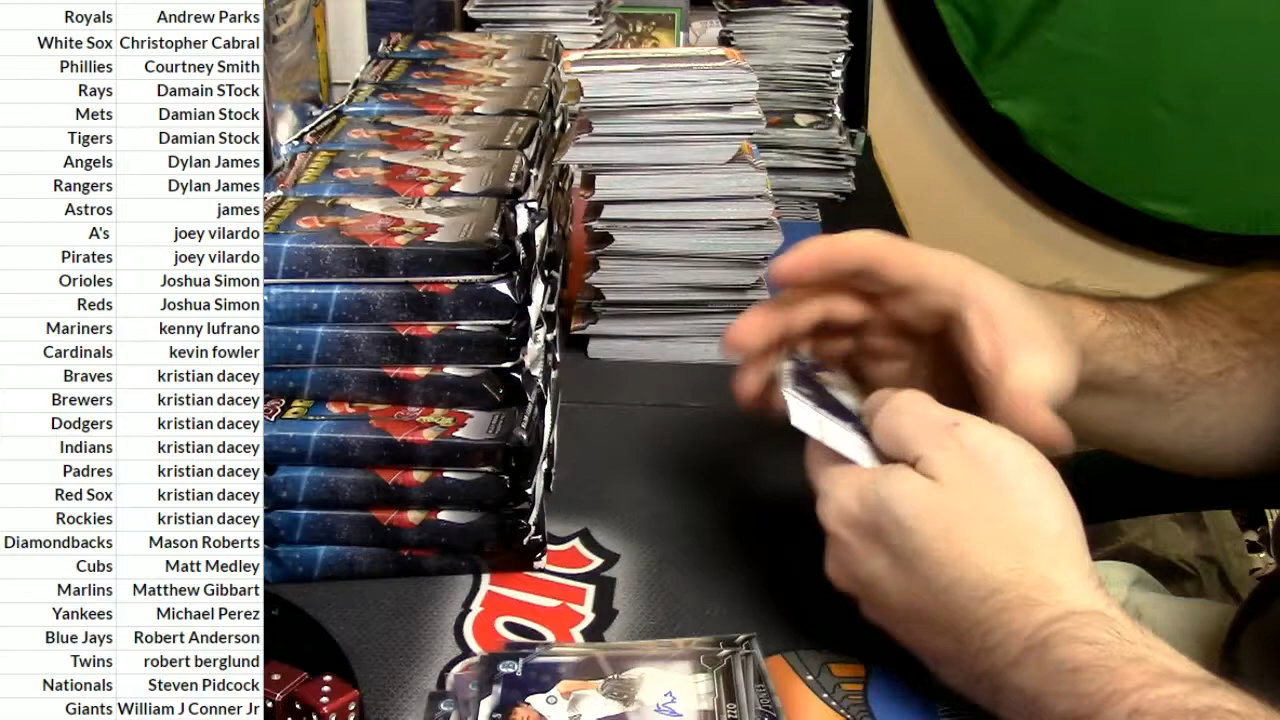 Royals Andrew Parks
White Sox Christopher Cabral
Phillies Courtney Smith
Rays Damain STock
Mets Damian Stock
Tigers Damian Stock
Angels Dylan James
Rangers Dylan James
Astros james
A's joey vilardo
Pirates joey vilardo
Orioles Joshua Simon
Reds Joshua Simon
Mariners kenny lufrano
Cardinals kevin fowler
Braves kristian dacey
Brewers kristian dacey
Dodgers kristian dacey
Indians kristian dacey
Padres kristian dacey
Red Sox kristian dacey
Rockies kristian dacey
Diamondbacks Mason Roberts
Cubs Matt Medley
Marlins Matthew Gibbart
Yankees Michael Perez
Blue Jays Robert Anderson
Twins robert berglund
Nationals Steven Pidcock
Giants William J Conner Jr